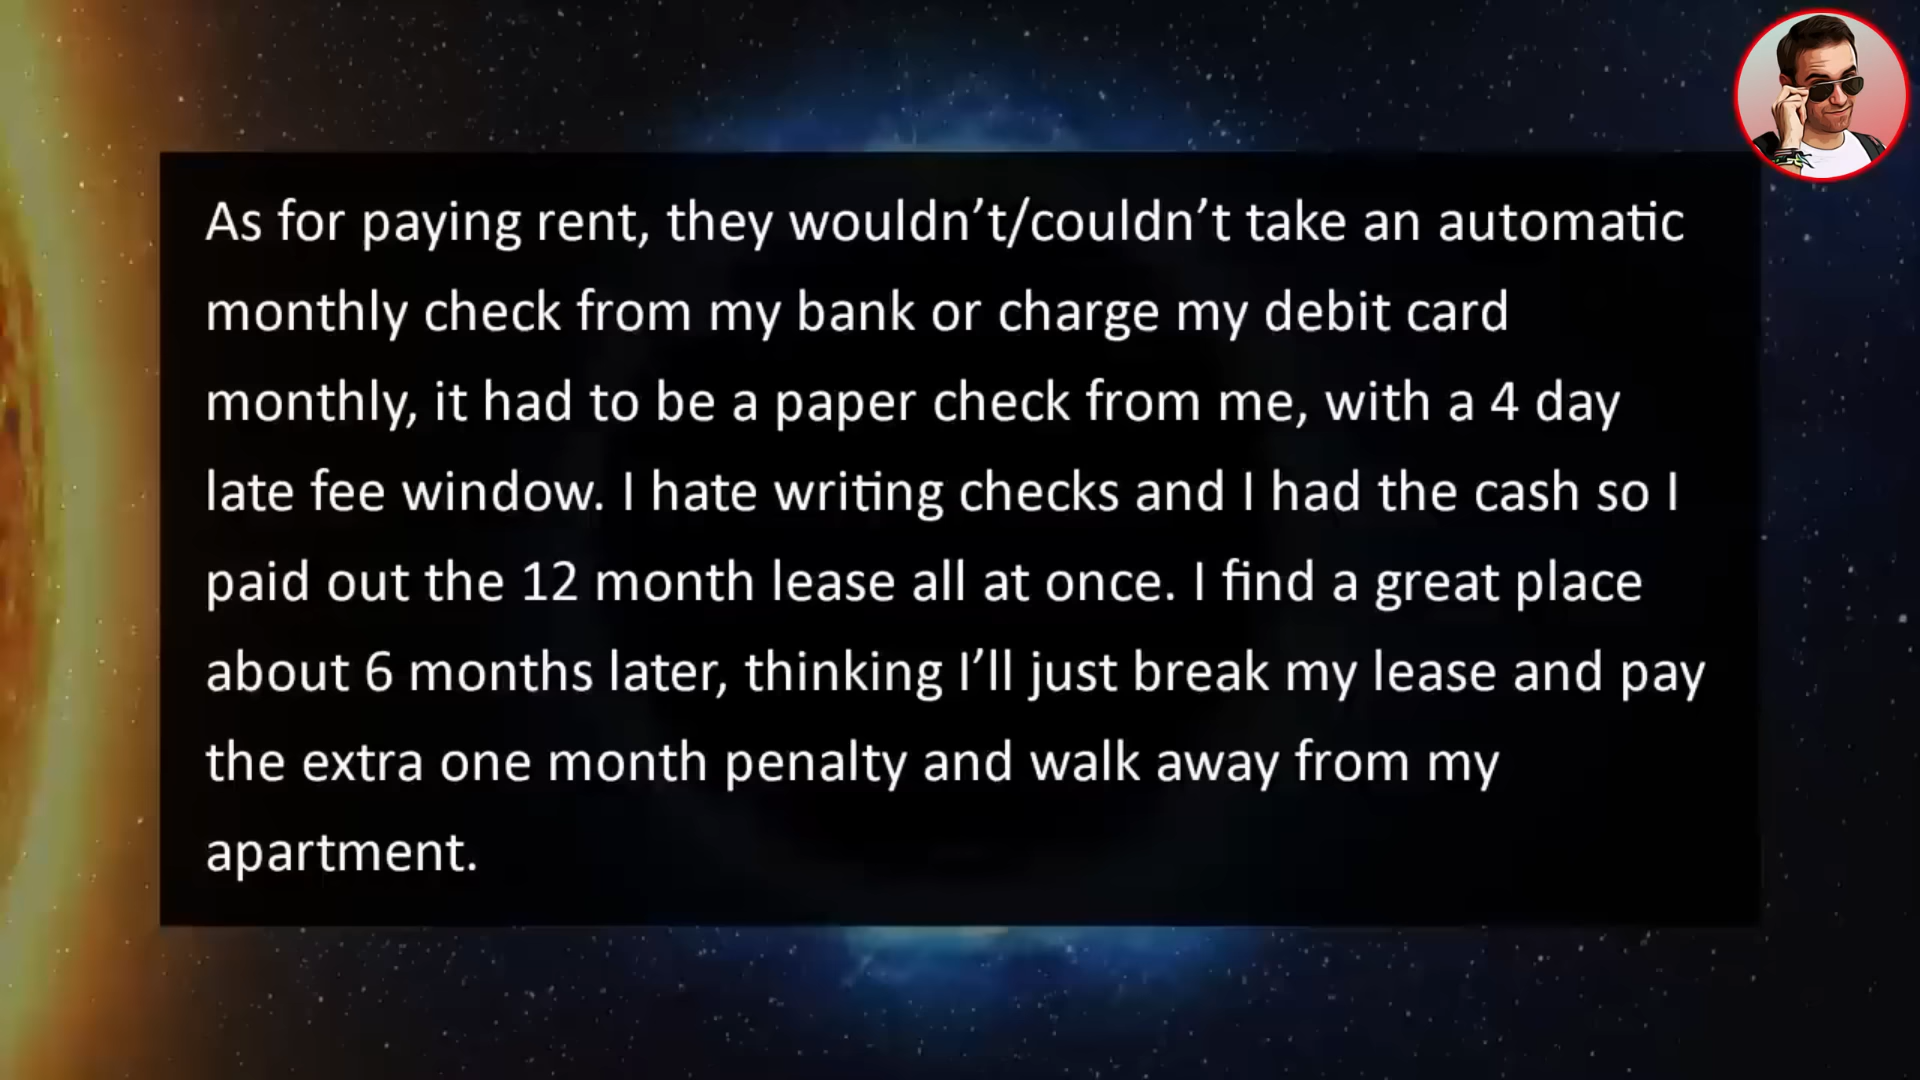 As for paying rent, they wouldn’t/couldn’t take an automatic
monthly check from my bank or charge my debit card
monthly, it had to be a paper check from me, with a 4 day
late fee window. I hate writing checks and I had the cash so I
paid out the 12 month lease all at once. I find a great place
about 6 months later, thinking I’ll just break my lease and pay
the extra one month penalty and walk away from my
apartment.